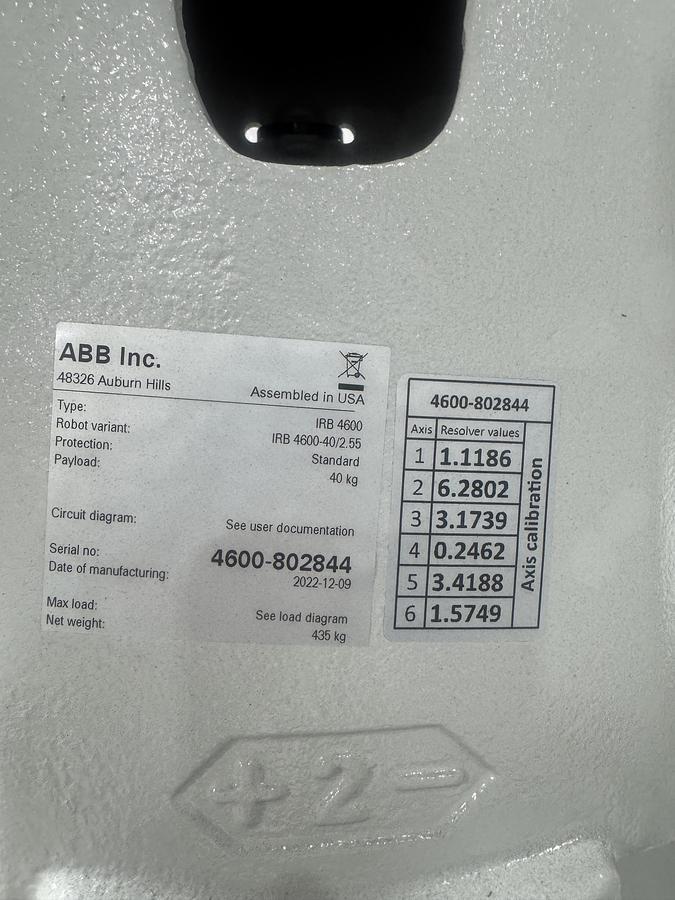 ABB Inc.
48326 Auburn Hills
Assembled in USA
Type: IRB 4600
Robot variant: IRB 4600-40/2.55
Protection: Standard
Payload: 40 kg
Circuit diagram: See user documentation
Serial no: 4600-802844
Date of manufacturing: 2022-12-09
Max load: See load diagram
Net weight: 435 kg
4600-802844
Axis Resolver values
1 1.1186
2 6.2802
3 3.1739
4 0.2462
5 3.4188
6 1.5749
Axis calibration
+ 2 -